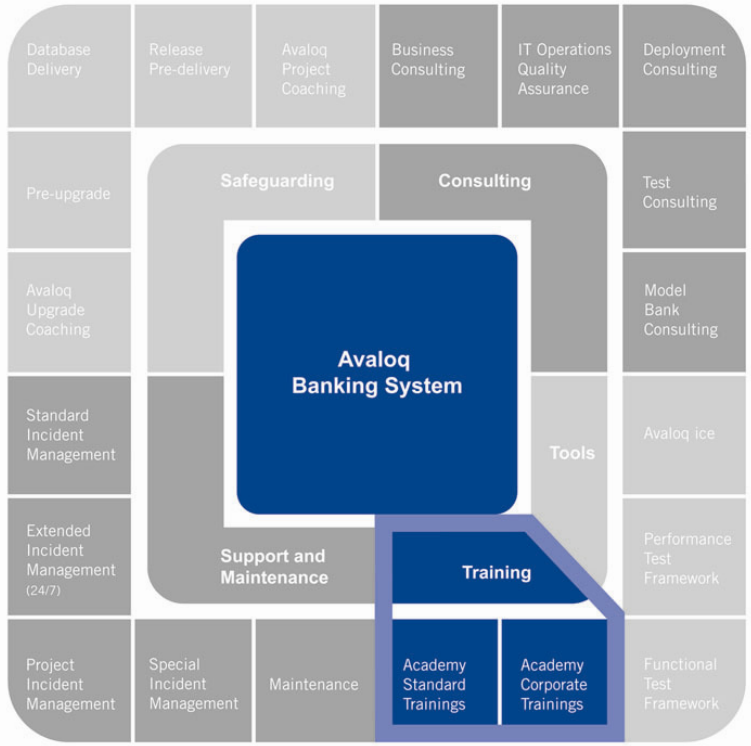 Database
Delivery
Release
Pre-delivery
Avaloq
Project
Coaching
Business
Consulting
IT Operations
Quality
Assurance
Deployment
Consulting
Pre-upgrade
Safeguarding
Consulting
Test
Consulting
Avaloq
Upgrade
Coaching
Model
Bank
Consulting
Avaloq
Banking System
Standard
Incident
Management
Tools
Avaloq ice
Extended
Incident
Management
(24/7)
Support and
Maintenance
Training
Performance
Test
Framework
Project
Incident
Management
Special
Incident
Management
Maintenance
Academy
Standard
Trainings
Academy
Corporate
Trainings
Functional
Test
Framework